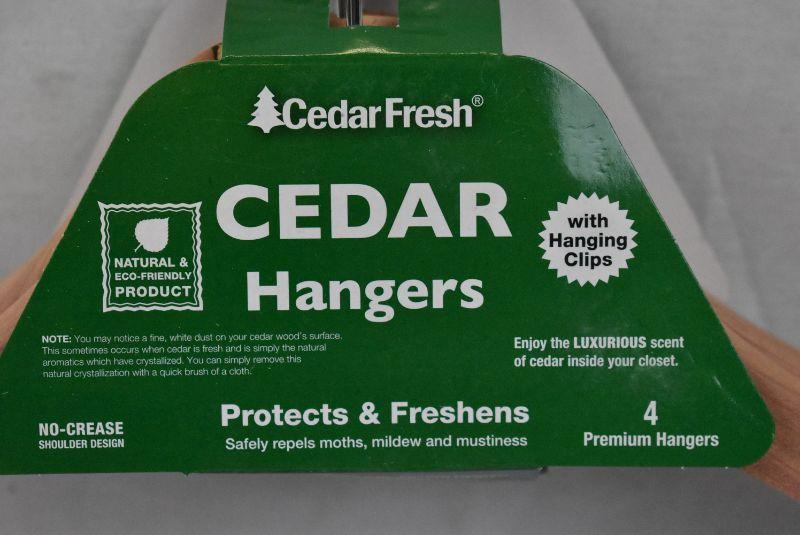 CedarFresh®
CEDAR
Hangers
NATURAL &
ECO-FRIENDLY
PRODUCT
with
Hanging
Clips
NOTE: You may notice a fine, white dust on your cedar wood's surface.
This sometimes occurs when cedar is fresh and is simply the natural
aromatics which have crystallized. You can simply remove this
natural crystallization with a quick brush of a cloth.
Enjoy the LUXURIOUS scent
of cedar inside your closet.
NO-CREASE
SHOULDER DESIGN
Protects & Freshens
Safely repels moths, mildew and mustiness
4
Premium Hangers